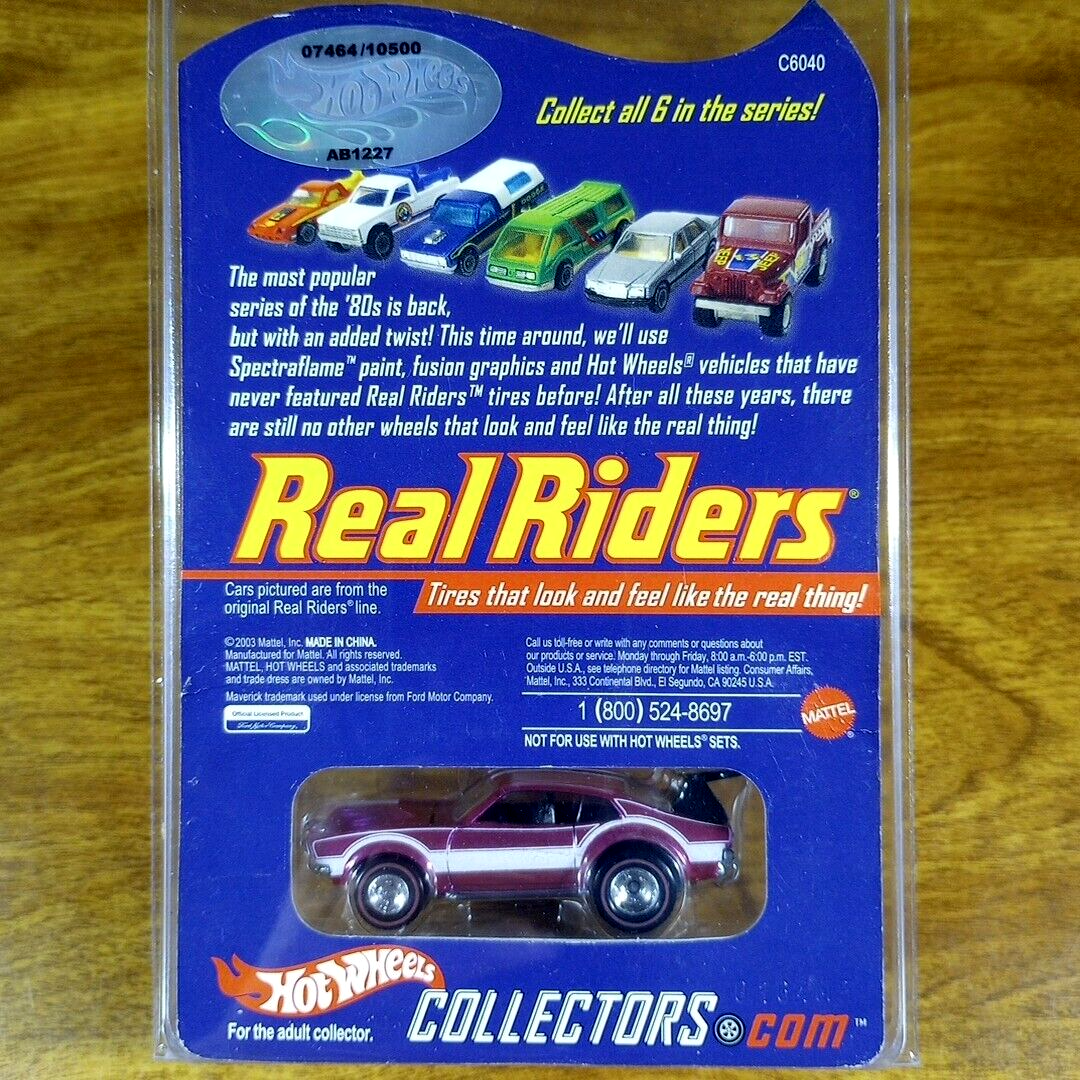 07464/10500
Hot Wheels
AB1227
C6040
Collect all 6 in the series!
The most popular
series of the '80s is back,
but with an added twist! This time around, we'll use
Spectraflame™ paint, fusion graphics and Hot Wheels® vehicles that have
never featured Real Riders™ tires before! After all these years, there
are still no other wheels that look and feel like the real thing!
Real Riders®
Cars pictured are from the
original Real Riders® line.
Tires that look and feel like the real thing!
©2003 Mattel, Inc. MADE IN CHINA.
Manufactured for Mattel. All rights reserved.
MATTEL, HOT WHEELS and associated trademarks
and trade dress are owned by Mattel, Inc.
Maverick trademark used under license from Ford Motor Company.
Official Licensed Product
Ford Motor Company
Call us toll-free or write with any comments or questions about
our products or service. Monday through Friday, 8:00 a.m.-6:00 p.m. EST.
Outside U.S.A., see telephone directory for Mattel listing. Consumer Affairs,
Mattel, Inc., 333 Continental Blvd., El Segundo, CA 90245 U.S.A.
1 (800) 524-8697
NOT FOR USE WITH HOT WHEELS® SETS.
MATTEL®
Hot Wheels
COLLECTORS.COM™
For the adult collector.